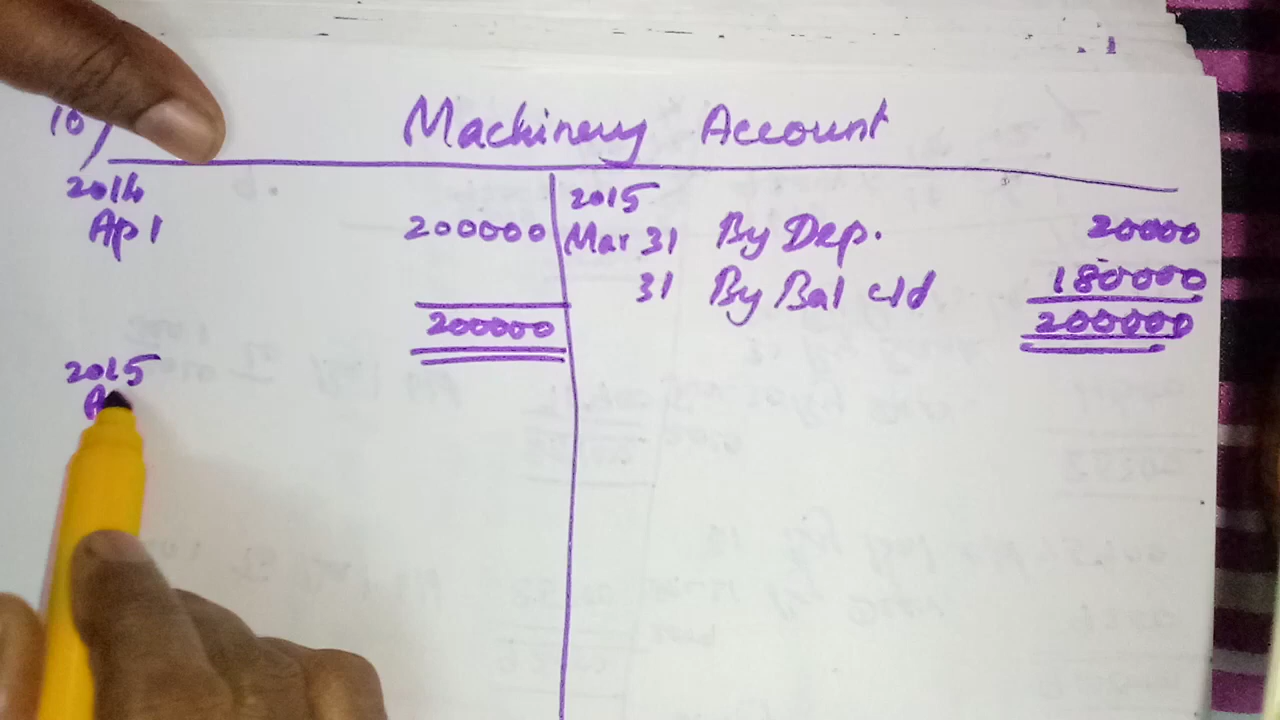 10/
Machinery Account
2014
Ap 1 200000
200000
2015
2015
Mar 31 By Dep. 20000
31 By Bal c/d 180000
200000